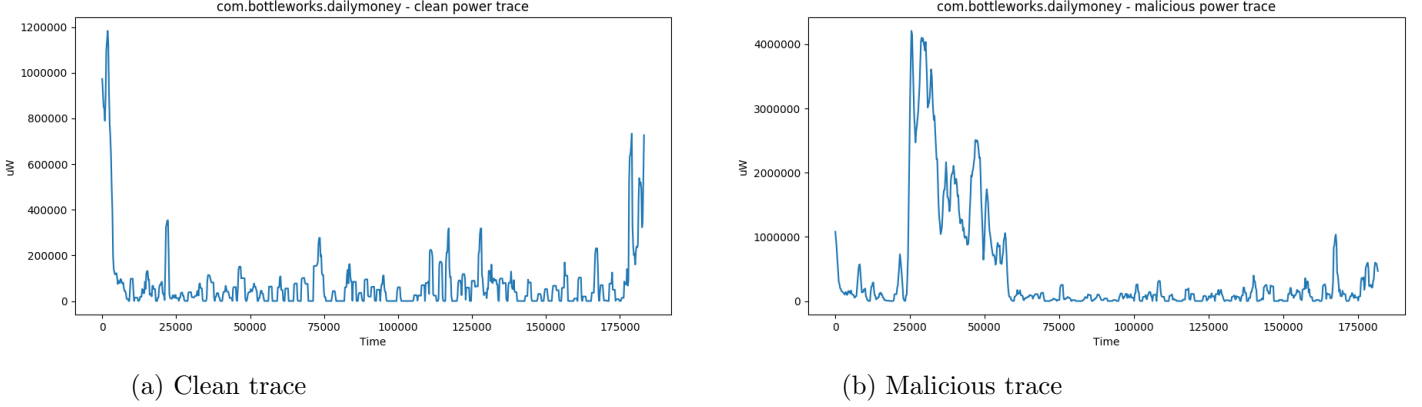 com.bottleworks.dailymoney - clean power trace
1200000
1000000
800000
600000
400000
200000
0
uW
0 25000 50000 75000 100000 125000 150000 175000
Time
(a) Clean trace
com.bottleworks.dailymoney - malicious power trace
4000000
3000000
2000000
1000000
0
uW
0 25000 50000 75000 100000 125000 150000 175000
Time
(b) Malicious trace